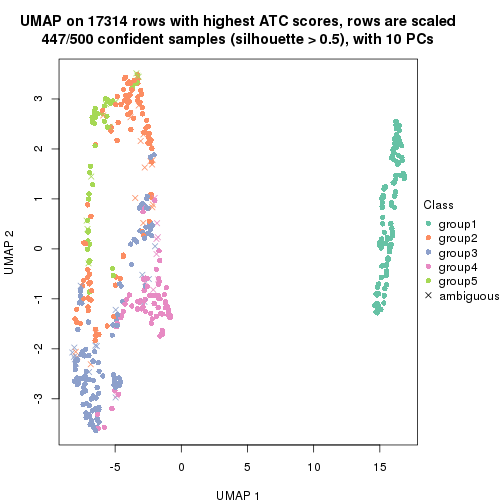 UMAP on 17314 rows with highest ATC scores, rows are scaled
447/500 confident samples (silhouette > 0.5), with 10 PCs
3
2
1
0
-1
-2
-3
UMAP 2
-5
0
5
10
15
UMAP 1
Class
group1
group2
group3
group4
group5
ambiguous